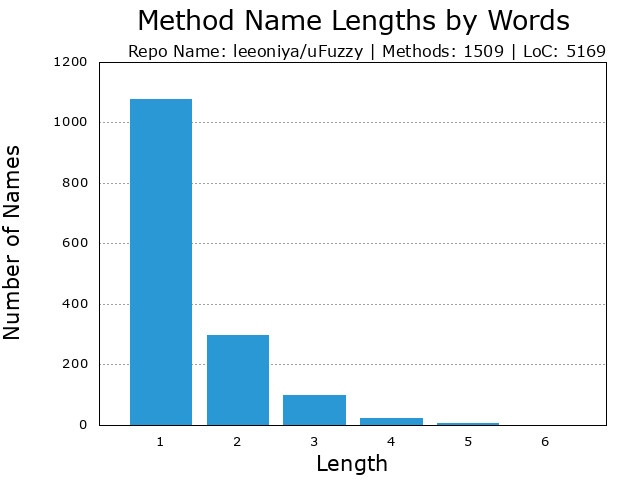 Method Name Lengths by Words
Repo Name: leeoniya/uFuzzy | Methods: 1509 | LoC: 5169
1200
1000
800
600
400
200
0
Number of Names
1 2 3 4 5 6
Length